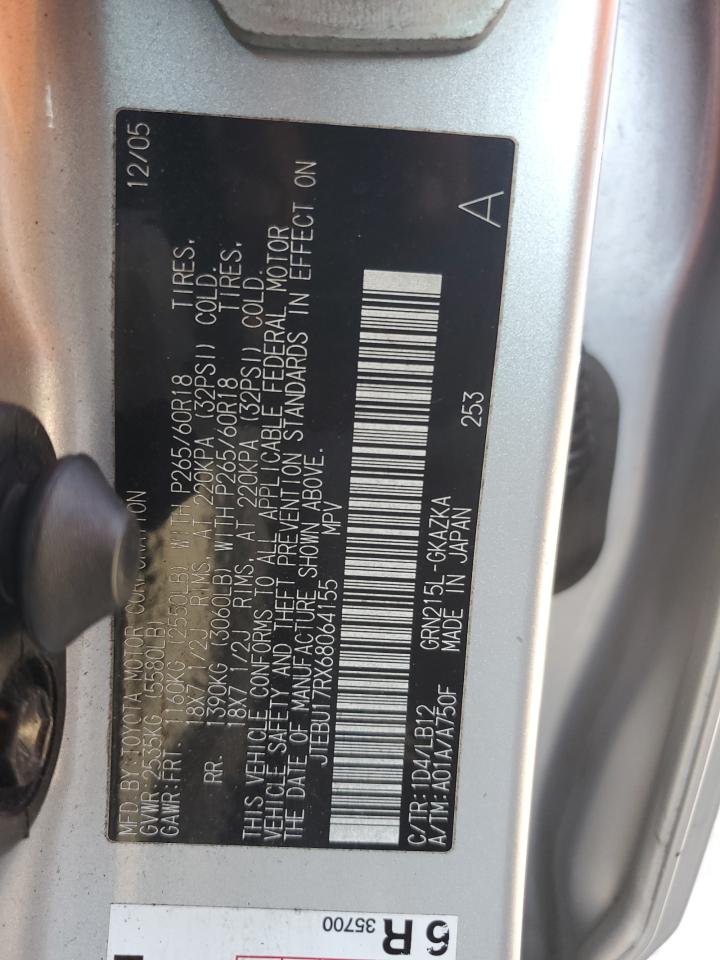 MFD.BY:TOYOTA MOTOR CORPORATION 12/05
GVWR:2535KG (5580LB)
GAWR:FRT. 1160KG (2550LB) WITH P265/60R18 TIRES,
18X7 1/2J RIMS, AT 220KPA (32PSI) COLD.
RR. 1390KG (3060LB) WITH P265/60R18 TIRES,
18X7 1/2J RIMS, AT 220KPA (32PSI) COLD.
THIS VEHICLE CONFORMS TO ALL APPLICABLE FEDERAL MOTOR
VEHICLE SAFETY AND THEFT PREVENTION STANDARDS IN EFFECT ON
THE DATE OF MANUFACTURE SHOWN ABOVE.
JTEBU17RX68064155 MPV
C/TR:1D4/LB12 GRN215L-GKAZKA 253 A
A/TM:A01A/A750F MADE IN JAPAN
6R
35700